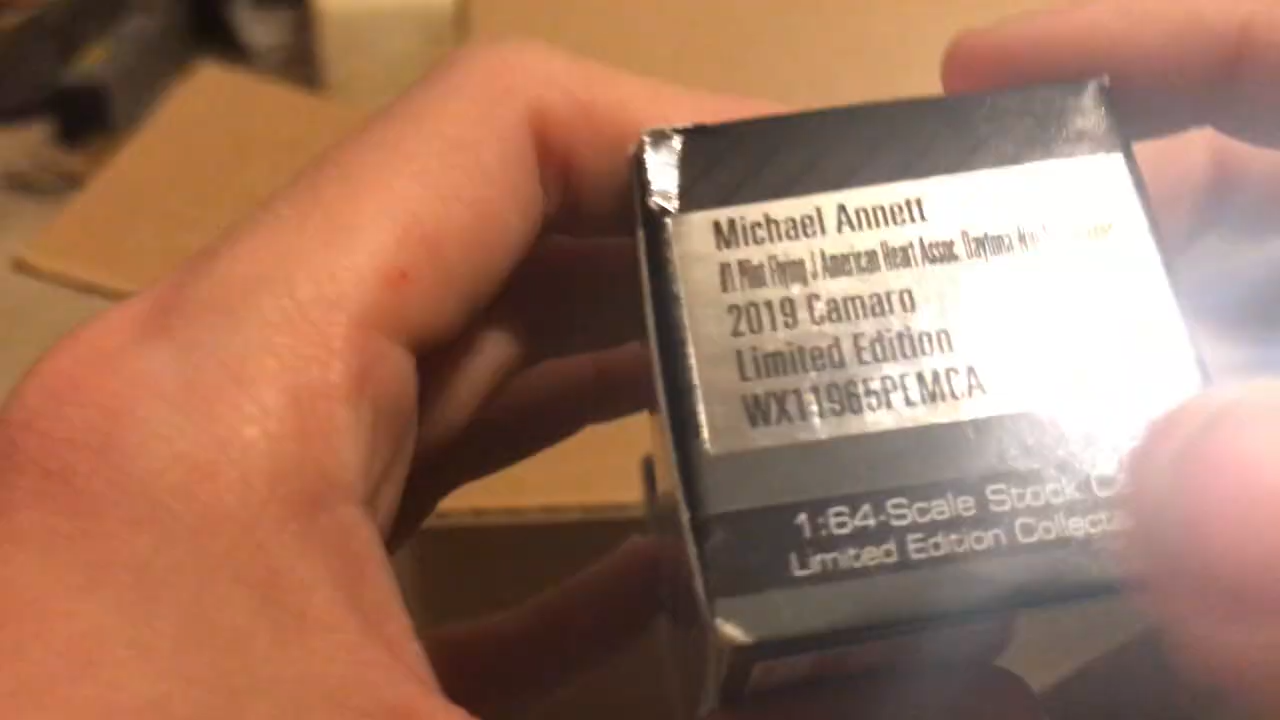 Michael Annett
#1 Pilot Flying J American Heart Assoc. Daytona
2019 Camaro
Limited Edition
WX11965PEMCA
1:64-Scale Stock
Limited Edition